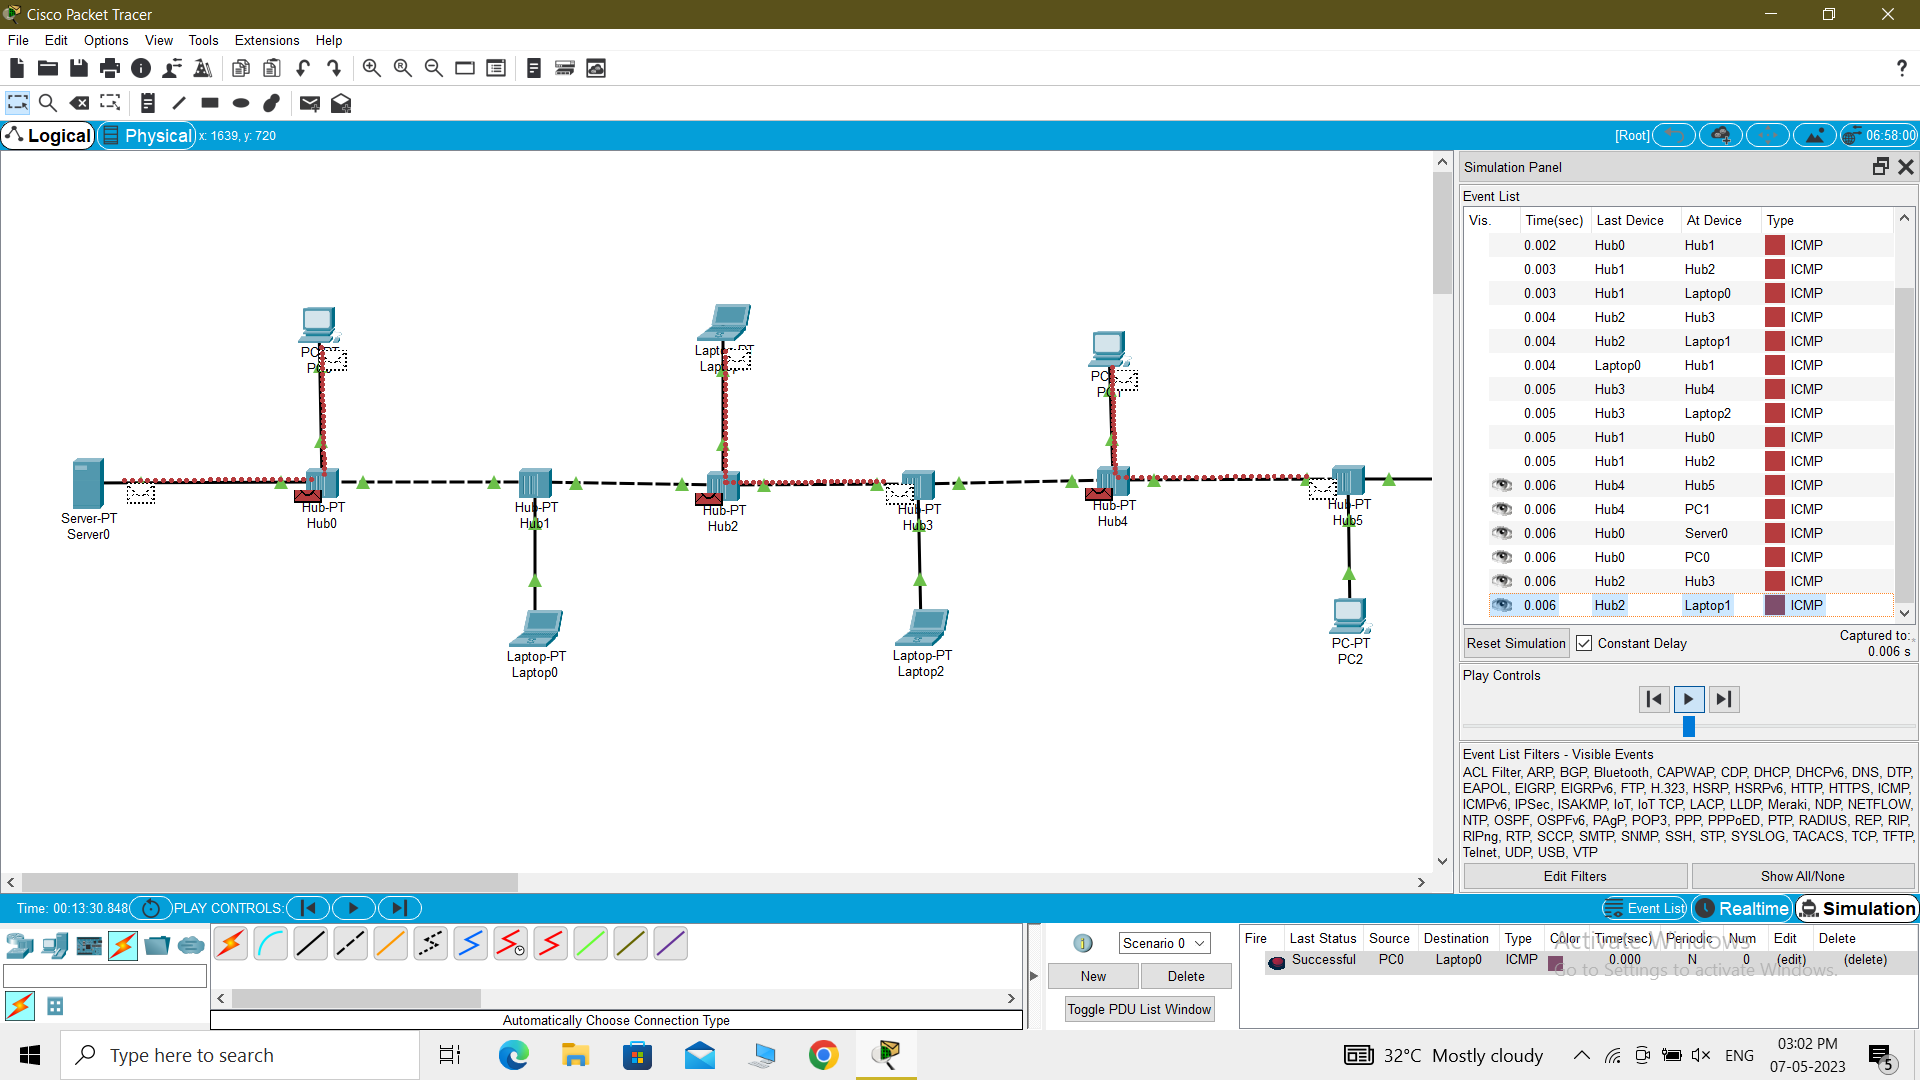 Cisco Packet Tracer
File Edit Options View Tools Extensions Help
Logical Physical x: 1639, y: 720 [Root] 06:58:00
Simulation Panel
Event List
Vis. Time(sec) Last Device At Device Type
0.002 Hub0 Hub1 ICMP
0.003 Hub1 Hub2 ICMP
0.003 Hub1 Laptop0 ICMP
0.004 Hub2 Hub3 ICMP
0.004 Hub2 Laptop1 ICMP
0.004 Laptop0 Hub1 ICMP
0.005 Hub3 Hub4 ICMP
0.005 Hub3 Laptop2 ICMP
0.005 Hub1 Hub0 ICMP
0.005 Hub1 Hub2 ICMP
0.006 Hub4 Hub5 ICMP
0.006 Hub4 PC1 ICMP
0.006 Hub0 Server0 ICMP
0.006 Hub0 PC0 ICMP
0.006 Hub2 Hub3 ICMP
0.006 Hub2 Laptop1 ICMP
Reset Simulation Constant Delay Captured to:
0.006 s
Play Controls
Event List Filters - Visible Events
ACL Filter, ARP, BGP, Bluetooth, CAPWAP, CDP, DHCP, DHCPv6, DNS, DTP,
EAPOL, EIGRP, EIGRPv6, FTP, H.323, HSRP, HSRPv6, HTTP, HTTPS, ICMP,
ICMPv6, IPSec, ISAKMP, IoT, IoT TCP, LACP, LLDP, Meraki, NDP, NETFLOW,
NTP, OSPF, OSPFv6, PAgP, POP3, PPP, PPPoED, PTP, RADIUS, REP, RIP,
RIPng, RTP, SCCP, SMTP, SNMP, SSH, STP, SYSLOG, TACACS, TCP, TFTP,
Telnet, UDP, USB, VTP
Edit Filters Show All/None
Server-PT
Server0
Hub-PT
Hub0
Hub-PT
Hub1
Hub-PT
Hub2
Hub-PT
Hub3
Hub-PT
Hub4
Hub-PT
Hub5
Laptop-PT
Laptop0
Laptop-PT
Laptop2
PC-PT
PC2
Time: 00:13:30.848 PLAY CONTROLS: Event List Realtime Simulation
Automatically Choose Connection Type
1 Scenario 0
New Delete
Toggle PDU List Window
Fire Last Status Source Destination Type Color Time(sec) Periodic Num Edit Delete
Successful PC0 Laptop0 ICMP 0.000 N 0 (edit) (delete)
Activate Windows
Go to Settings to activate Windows.
Type here to search
32°C Mostly cloudy
ENG
03:02 PM
07-05-2023
5